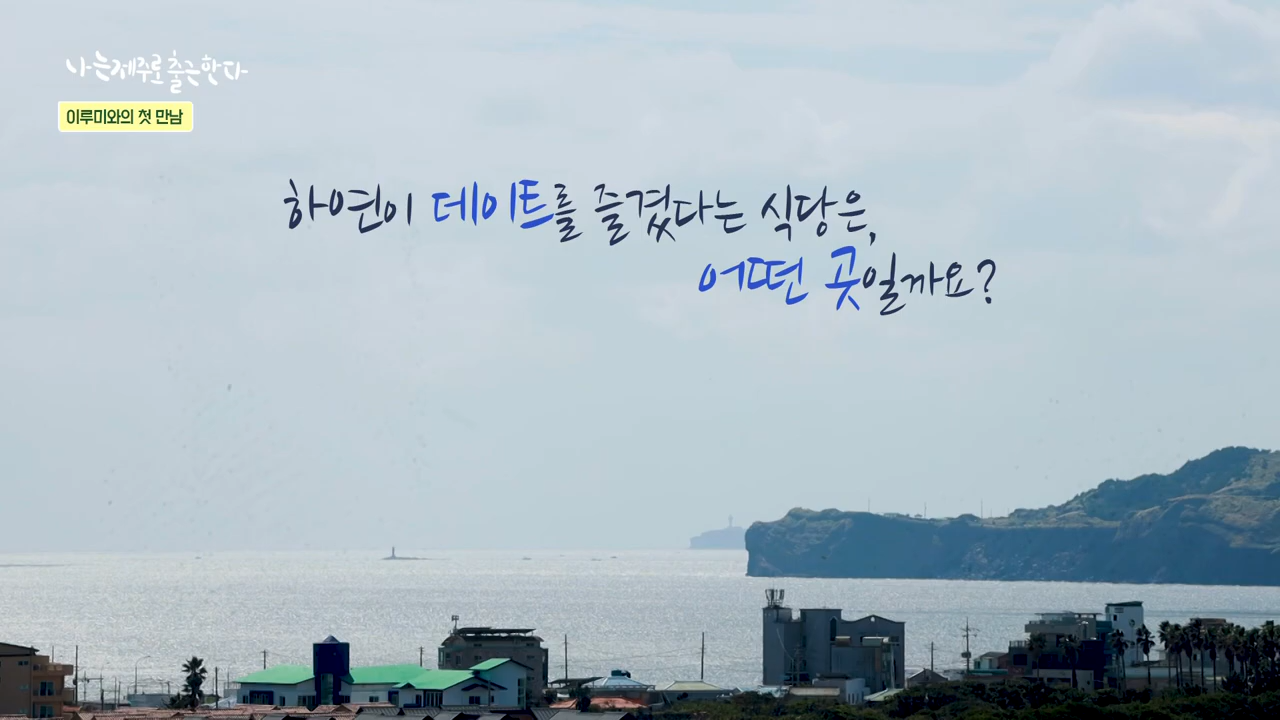 나는 제주로 출근한다
이루미와의 첫 만남
하연이 데이트를 즐겼다는 식당은,
어떤 곳일까요?